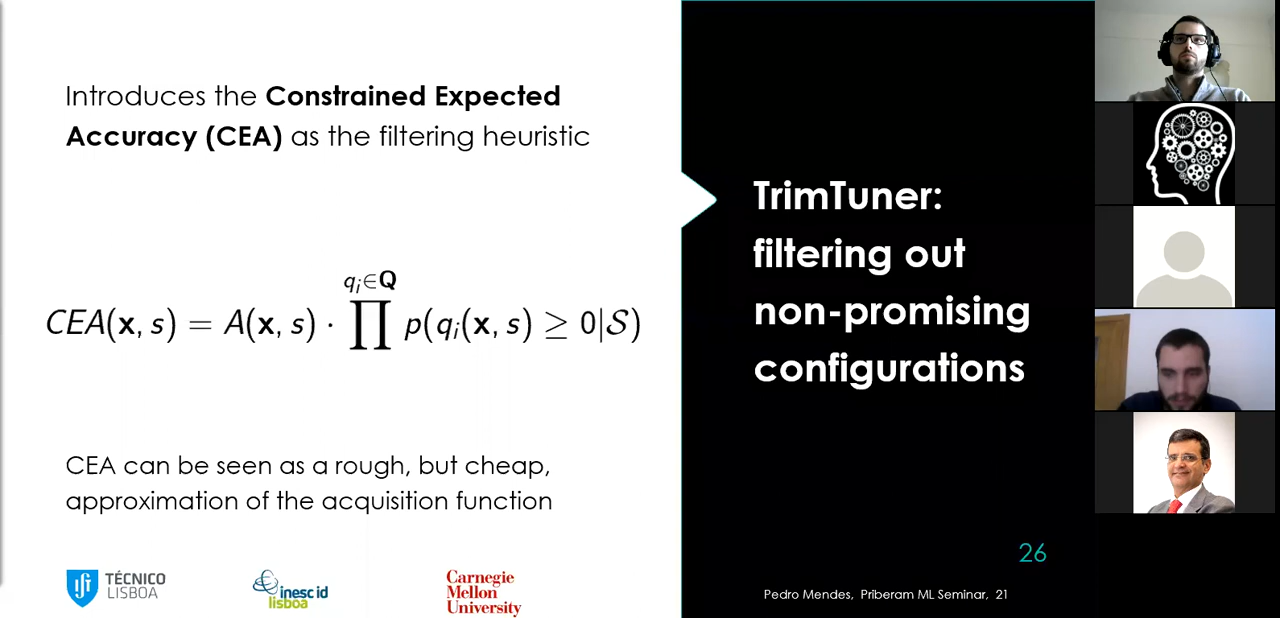 Introduces the Constrained Expected
Accuracy (CEA) as the filtering heuristic
qᵢ∈Q
CEA(x, s) = A(x, s) · ∏ p(qᵢ(x, s) ≥ 0|𝒮)
CEA can be seen as a rough, but cheap,
approximation of the acquisition function
TÉCNICO
LISBOA
inesc id
lisboa
Carnegie
Mellon
University
TrimTuner:
filtering out
non-promising
configurations
26
Pedro Mendes, Priberam ML Seminar, 21